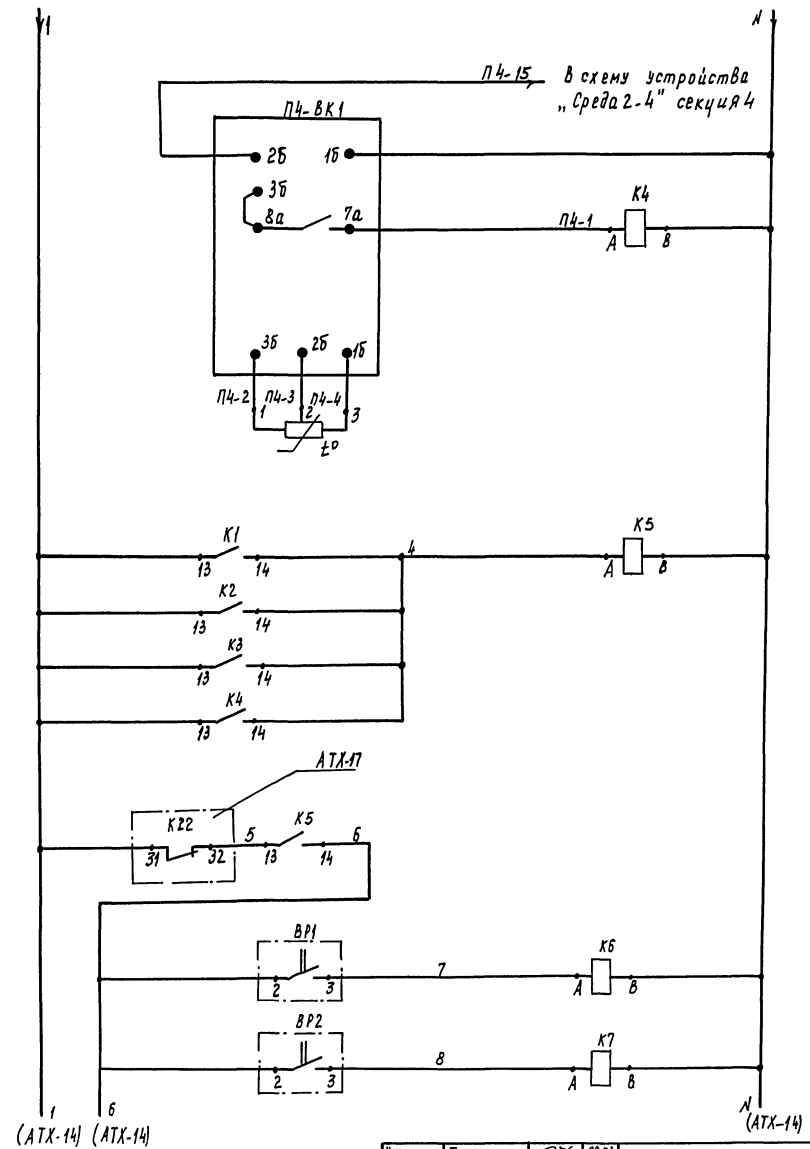 1 N
П4-15 В схему устройства
„Среда 2-4" секция 4
П4-ВК1
2б 1б
3б К4
8а 7а П4-1 А В
3б 2б 1б
П4-2 П4-3 П4-4
1 2 3
t°
К1 4 К5
13 14 А В
К2
13 14
К3
13 14
К4
13 14
АТХ-17
К22 5 К5 6
31 32 13 14
ВР1 7 К6
2 3 А В
ВР2 8 К7
2 3 А В
1 6 N
(АТХ-14) (АТХ-14) (АТХ-14)